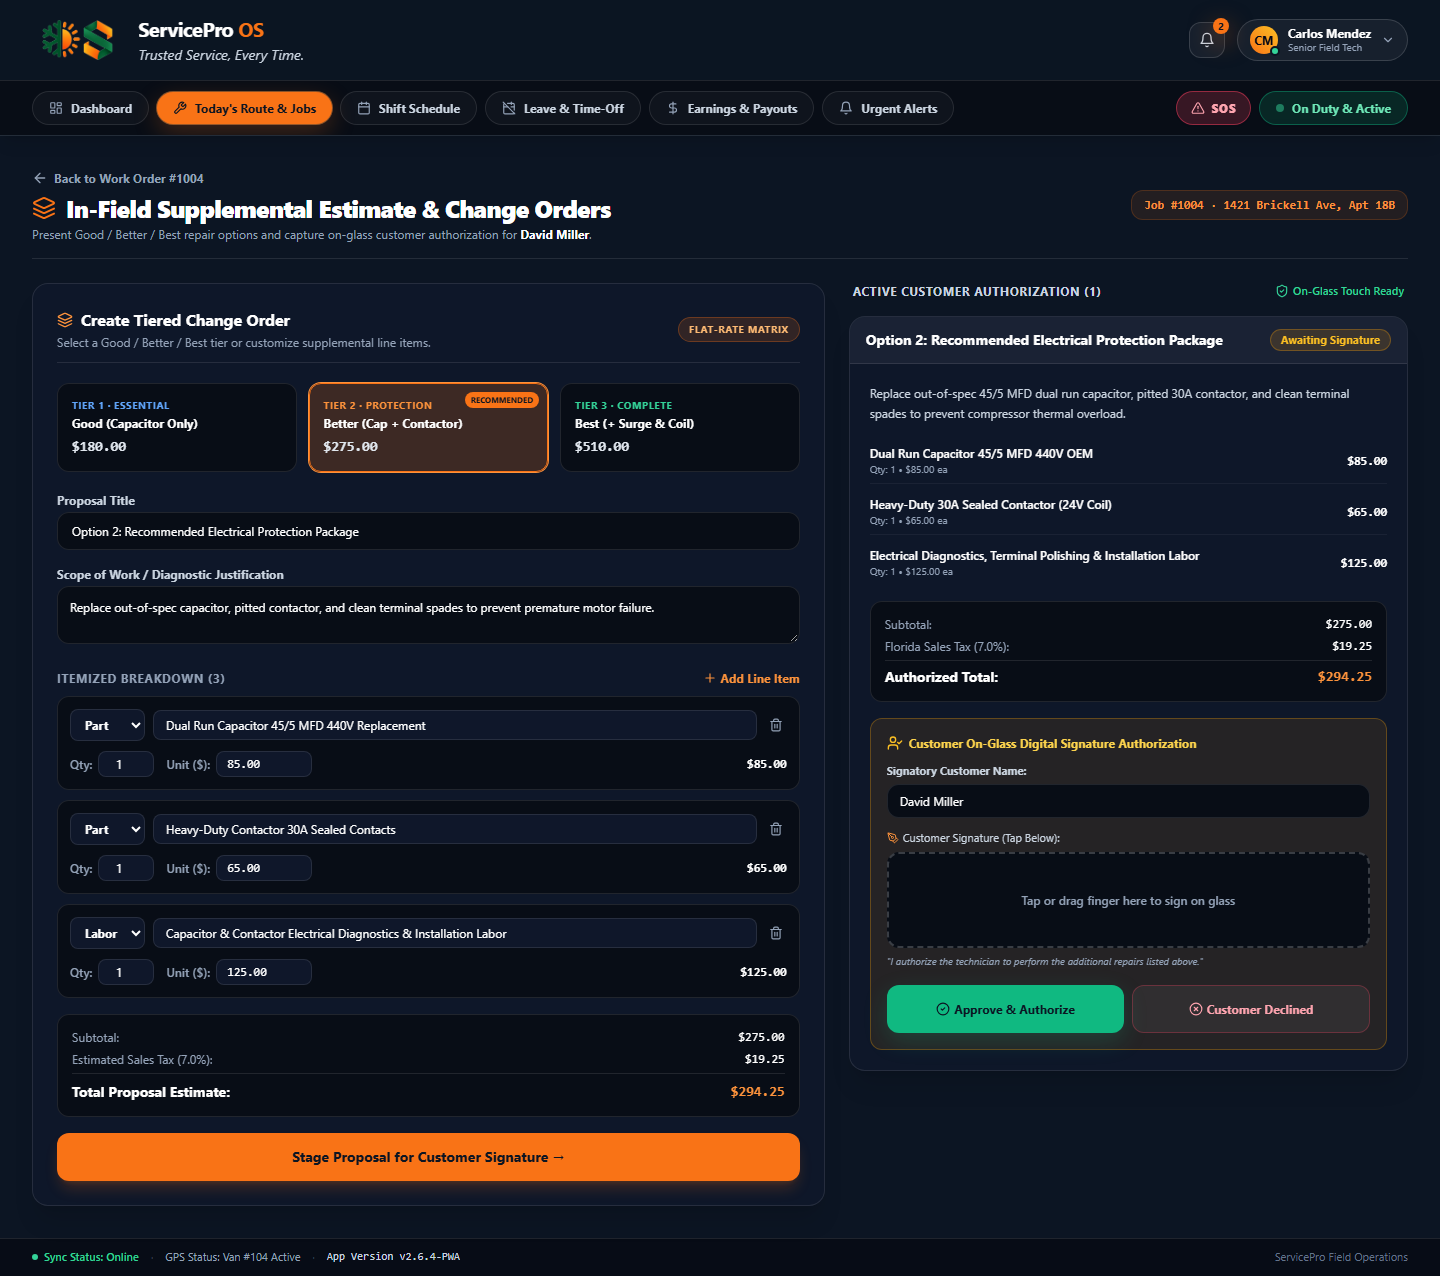 ServicePro OS
Trusted Service, Every Time.
2
CM
Carlos Mendez
Senior Field Tech
Dashboard
Today's Route & Jobs
Shift Schedule
Leave & Time-Off
Earnings & Payouts
Urgent Alerts
SOS
On Duty & Active
Back to Work Order #1004
In-Field Supplemental Estimate & Change Orders
Present Good / Better / Best repair options and capture on-glass customer authorization for David Miller.
Job #1004 · 1421 Brickell Ave, Apt 18B
Create Tiered Change Order
Select a Good / Better / Best tier or customize supplemental line items.
FLAT-RATE MATRIX
TIER 1 · ESSENTIAL
Good (Capacitor Only)
$180.00
TIER 2 · PROTECTION
RECOMMENDED
Better (Cap + Contactor)
$275.00
TIER 3 · COMPLETE
Best (+ Surge & Coil)
$510.00
Proposal Title
Option 2: Recommended Electrical Protection Package
Scope of Work / Diagnostic Justification
Replace out-of-spec capacitor, pitted contactor, and clean terminal spades to prevent premature motor failure.
ITEMIZED BREAKDOWN (3)
+ Add Line Item
Part
Dual Run Capacitor 45/5 MFD 440V Replacement
Qty: 1 Unit ($): 85.00 $85.00
Part
Heavy-Duty Contactor 30A Sealed Contacts
Qty: 1 Unit ($): 65.00 $65.00
Labor
Capacitor & Contactor Electrical Diagnostics & Installation Labor
Qty: 1 Unit ($): 125.00 $125.00
Subtotal: $275.00
Estimated Sales Tax (7.0%): $19.25
Total Proposal Estimate: $294.25
Stage Proposal for Customer Signature →
ACTIVE CUSTOMER AUTHORIZATION (1)
On-Glass Touch Ready
Option 2: Recommended Electrical Protection Package
Awaiting Signature
Replace out-of-spec 45/5 MFD dual run capacitor, pitted 30A contactor, and clean terminal
spades to prevent compressor thermal overload.
Dual Run Capacitor 45/5 MFD 440V OEM
Qty: 1 • $85.00 ea
$85.00
Heavy-Duty 30A Sealed Contactor (24V Coil)
Qty: 1 • $65.00 ea
$65.00
Electrical Diagnostics, Terminal Polishing & Installation Labor
Qty: 1 • $125.00 ea
$125.00
Subtotal: $275.00
Florida Sales Tax (7.0%): $19.25
Authorized Total: $294.25
Customer On-Glass Digital Signature Authorization
Signatory Customer Name:
David Miller
Customer Signature (Tap Below):
Tap or drag finger here to sign on glass
"I authorize the technician to perform the additional repairs listed above."
Approve & Authorize
Customer Declined
Sync Status: Online · GPS Status: Van #104 Active · App Version v2.6.4-PWA
ServicePro Field Operations